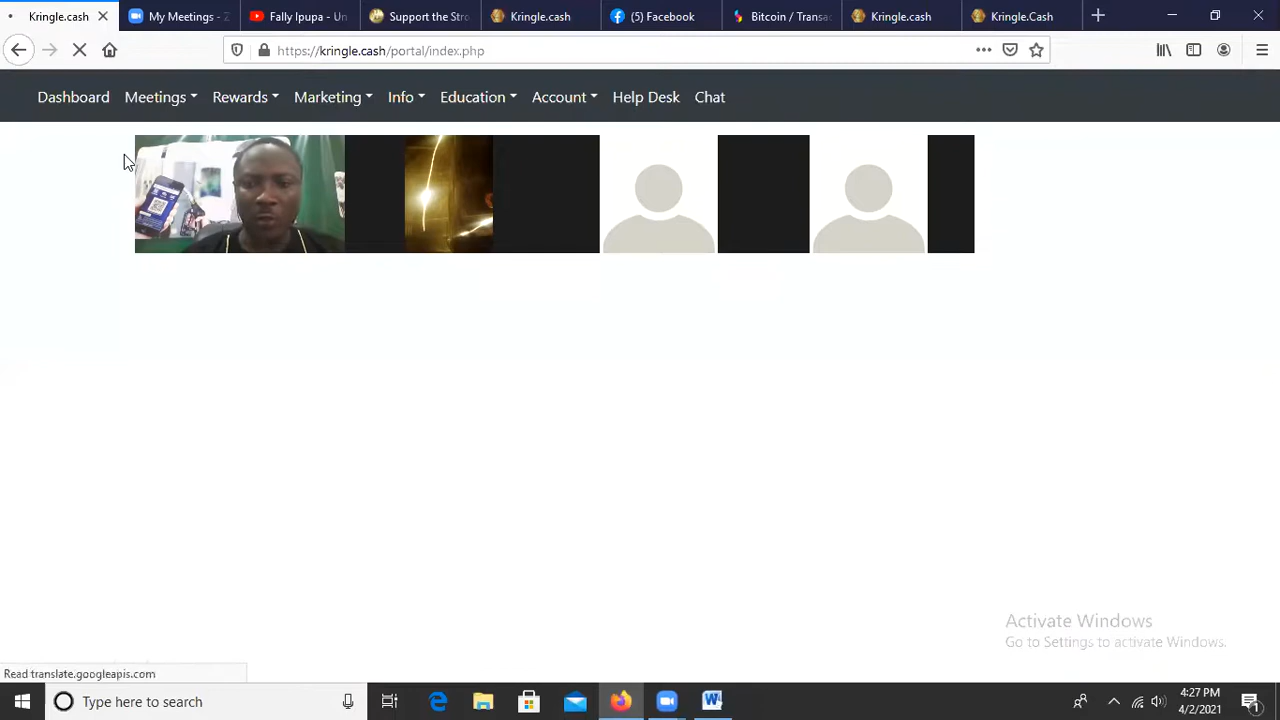 Kringle.cash
My Meetings - Z
Fally Ipupa - Un
Support the Stro
Kringle.cash
(5) Facebook
Bitcoin / Transac
Kringle.cash
Kringle.Cash
https://kringle.cash/portal/index.php
Dashboard Meetings Rewards Marketing Info Education Account Help Desk Chat
Activate Windows
Go to Settings to activate Windows.
Read translate.googleapis.com
Type here to search
4:27 PM
4/2/2021